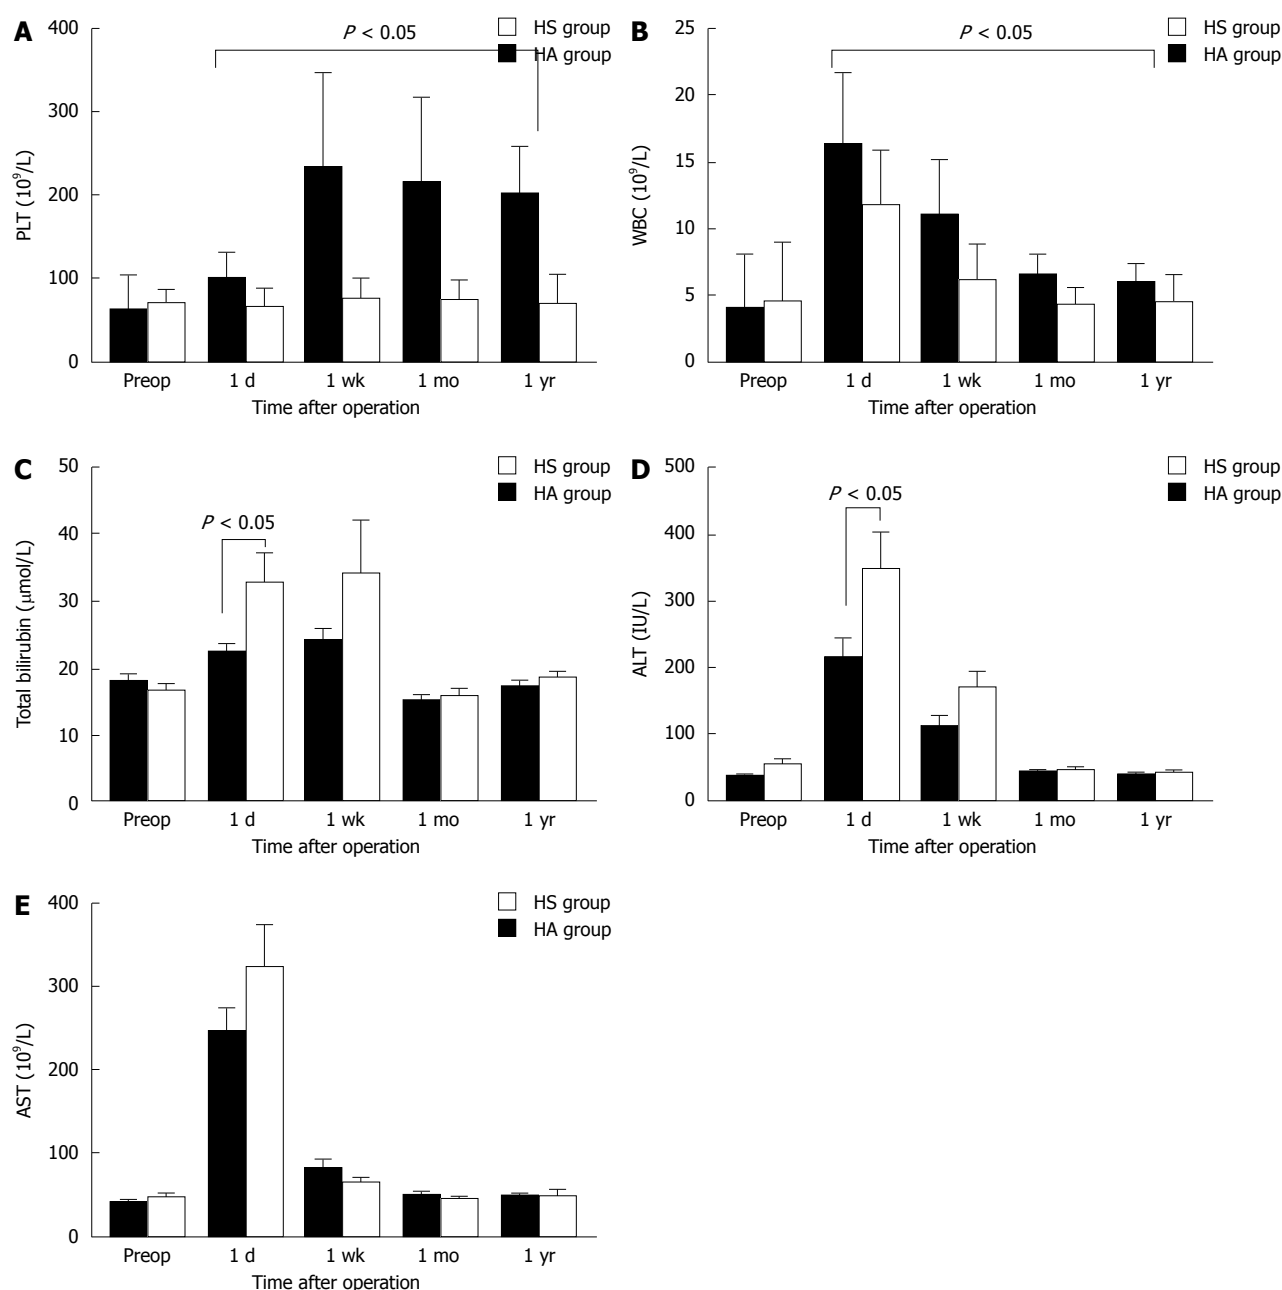 A
HS group
HA group
P < 0.05
PLT (10⁹/L)
400
300
200
100
0
Preop 1 d 1 wk 1 mo 1 yr
Time after operation
B
HS group
HA group
P < 0.05
WBC (10⁹/L)
25
20
15
10
5
0
Preop 1 d 1 wk 1 mo 1 yr
Time after operation
C
HS group
HA group
P < 0.05
Total bilirubin (μmol/L)
50
40
30
20
10
0
Preop 1 d 1 wk 1 mo 1 yr
Time after operation
D
HS group
HA group
P < 0.05
ALT (IU/L)
500
400
300
200
100
0
Preop 1 d 1 wk 1 mo 1 yr
Time after operation
E
HS group
HA group
AST (10⁹/L)
400
300
200
100
0
Preop 1 d 1 wk 1 mo 1 yr
Time after operation